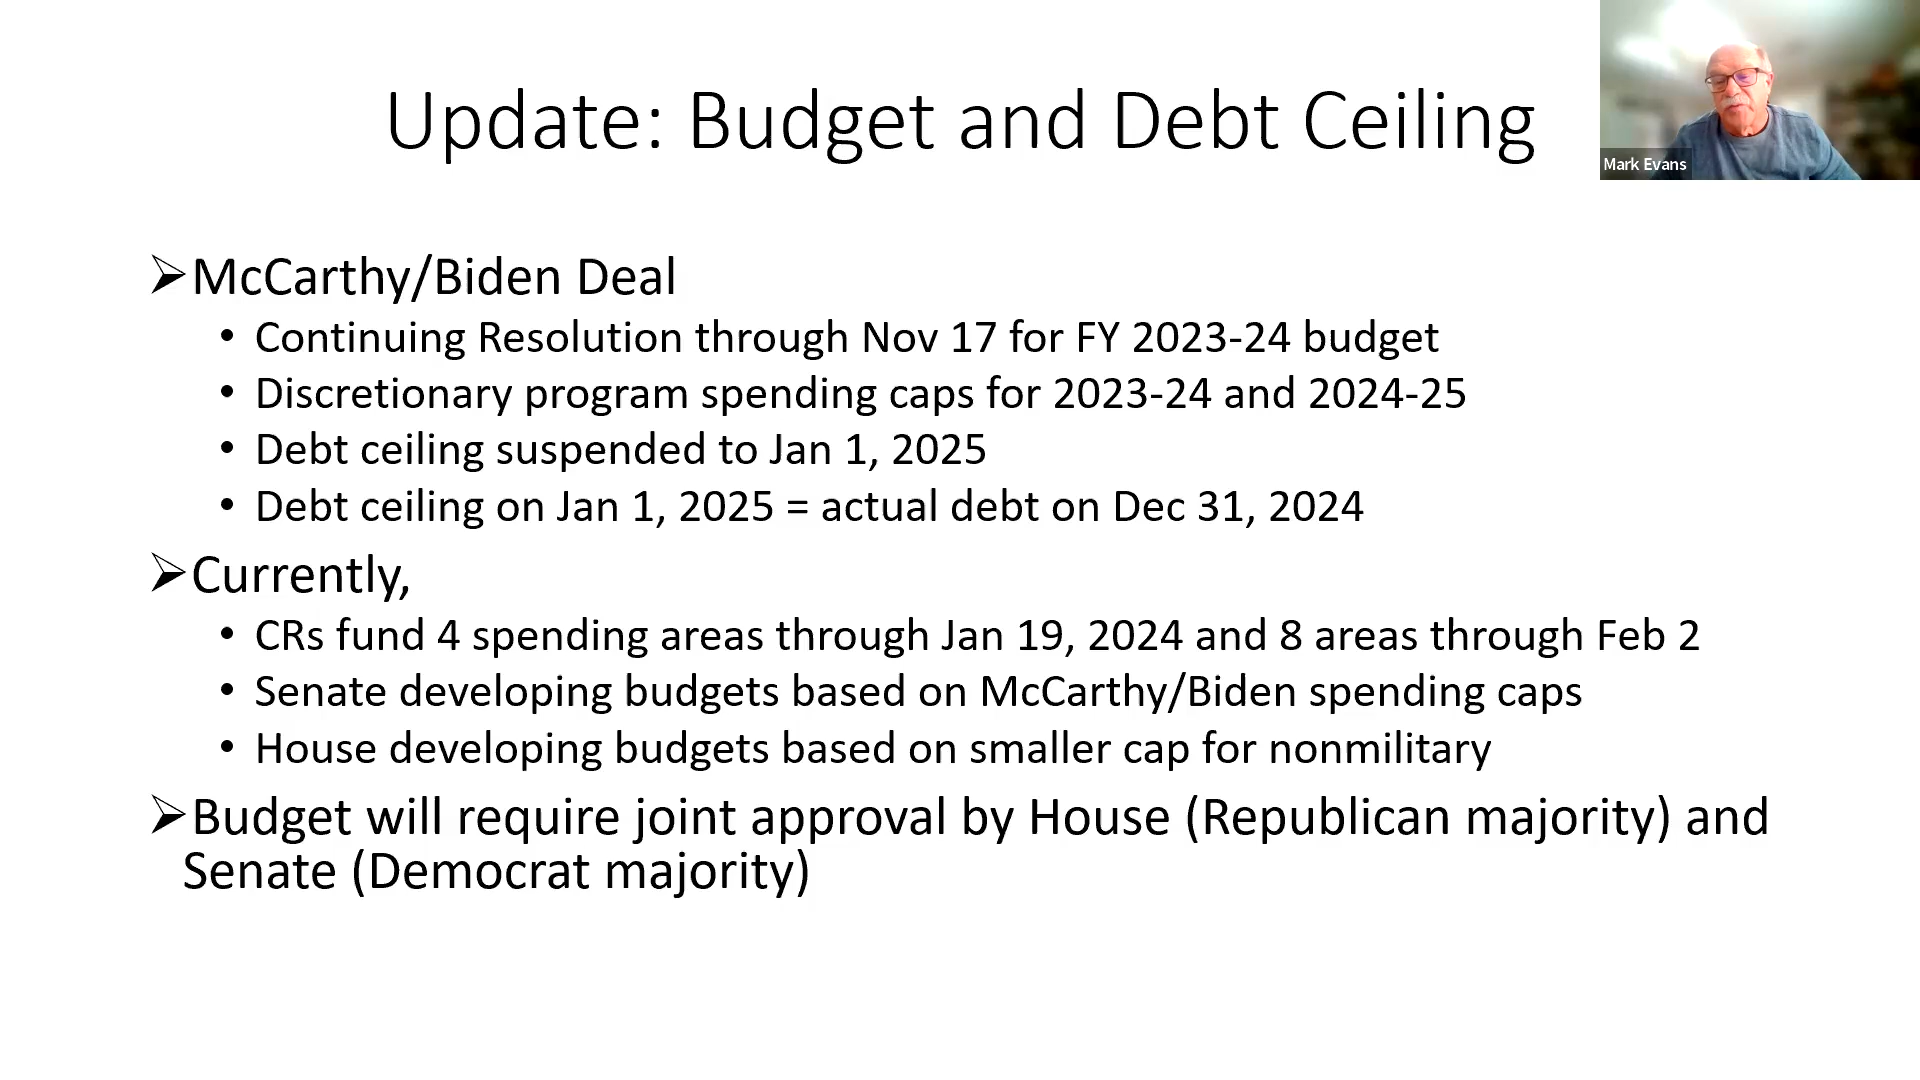 Update: Budget and Debt Ceiling
Mark Evans
➢McCarthy/Biden Deal
• Continuing Resolution through Nov 17 for FY 2023-24 budget
• Discretionary program spending caps for 2023-24 and 2024-25
• Debt ceiling suspended to Jan 1, 2025
• Debt ceiling on Jan 1, 2025 = actual debt on Dec 31, 2024
➢Currently,
• CRs fund 4 spending areas through Jan 19, 2024 and 8 areas through Feb 2
• Senate developing budgets based on McCarthy/Biden spending caps
• House developing budgets based on smaller cap for nonmilitary
➢Budget will require joint approval by House (Republican majority) and
Senate (Democrat majority)